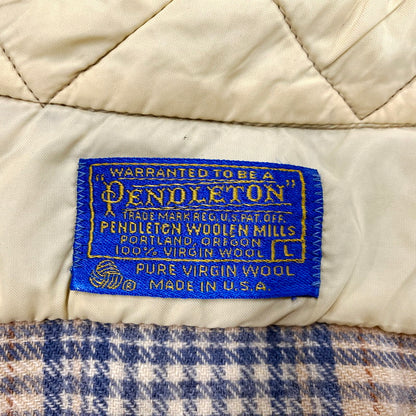 WARRANTED TO BE A
"PENDLETON"
TRADE MARK REG. U.S. PAT. OFF.
PENDLETON WOOLEN MILLS
PORTLAND, OREGON
100% VIRGIN WOOL L
® PURE VIRGIN WOOL
MADE IN U.S.A.